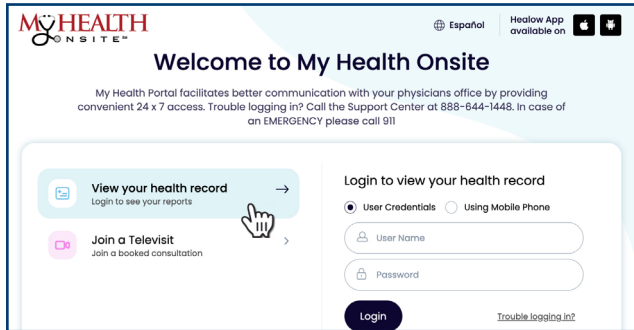 MYHEALTH
ONSITE℠
Español
Healow App
available on
Welcome to My Health Onsite
My Health Portal facilitates better communication with your physicians office by providing
convenient 24 x 7 access. Trouble logging in? Call the Support Center at 888-644-1448. In case of
an EMERGENCY please call 911
View your health record
Login to see your reports
Join a Televisit
Join a booked consultation
Login to view your health record
User Credentials Using Mobile Phone
User Name
Password
Login
Trouble logging in?